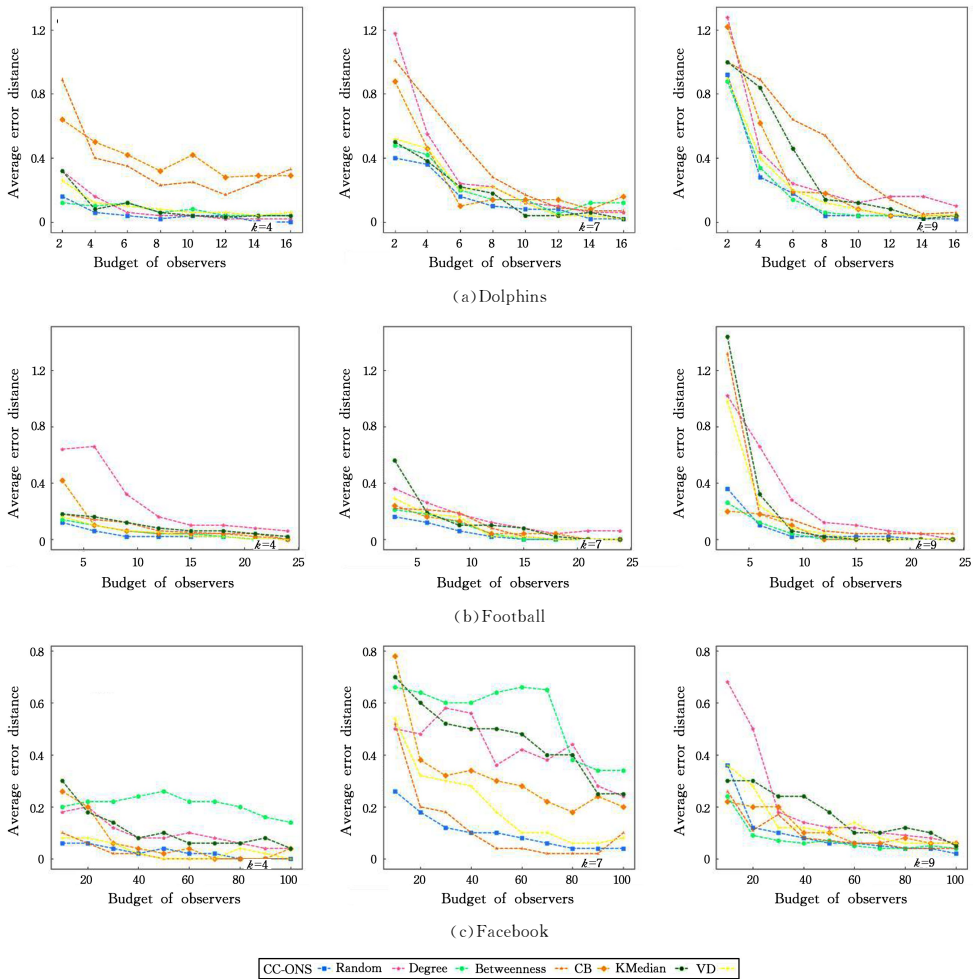 1.2
0.8
0.4
0
Average error distance
2 4 6 8 10 12 14 16
k=4
Budget of observers
1.2
0.8
0.4
0
Average error distance
2 4 6 8 10 12 14 16
k=7
Budget of observers
1.2
0.8
0.4
0
Average error distance
2 4 6 8 10 12 14 16
k=9
Budget of observers
(a)Dolphins
1.2
0.8
0.4
0
Average error distance
5 10 15 20 25
k=4
Budget of observers
1.2
0.8
0.4
0
Average error distance
5 10 15 20 25
k=7
Budget of observers
1.2
0.8
0.4
0
Average error distance
5 10 15 20 25
k=9
Budget of observers
(b)Football
0.8
0.6
0.4
0.2
0
Average error distance
20 40 60 80 100
k=4
Budget of observers
0.8
0.6
0.4
0.2
0
Average error distance
20 40 60 80 100
k=7
Budget of observers
0.8
0.6
0.4
0.2
0
Average error distance
20 40 60 80 100
k=9
Budget of observers
(c)Facebook
CC-ONS Random Degree Betweenness CB KMedian VD